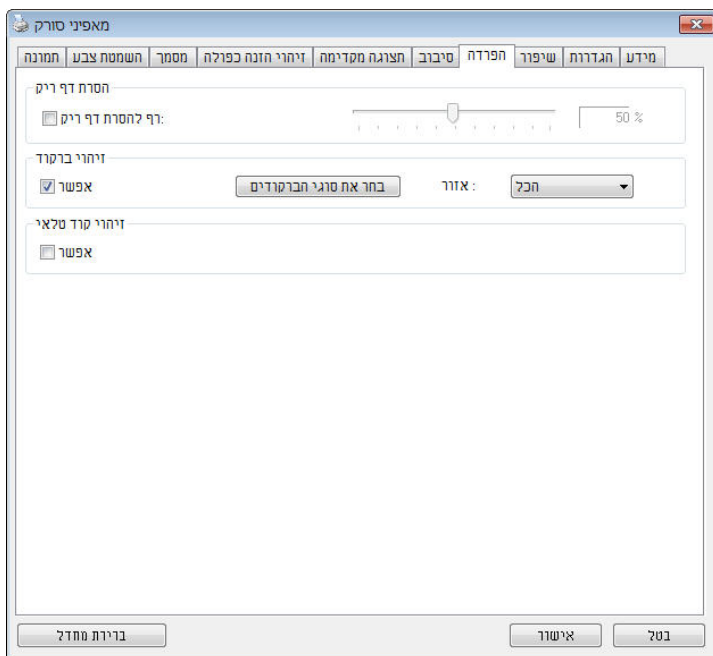 מאפיני סורק
תמונה השמטת צבע מסמך זיהוי הזנה כפולה תצוגה מקדימה סיבוב הפרדה שיפור הגדרות מידע
הסרת דף ריק
רף להסרת דף ריק:
50 %
זיהוי ברקוד
אפשר
בחר את סוגי הברקודים
אזור :
הכל
זיהוי קוד טלאי
אפשר
ברירת מחדל
אישור
בטל